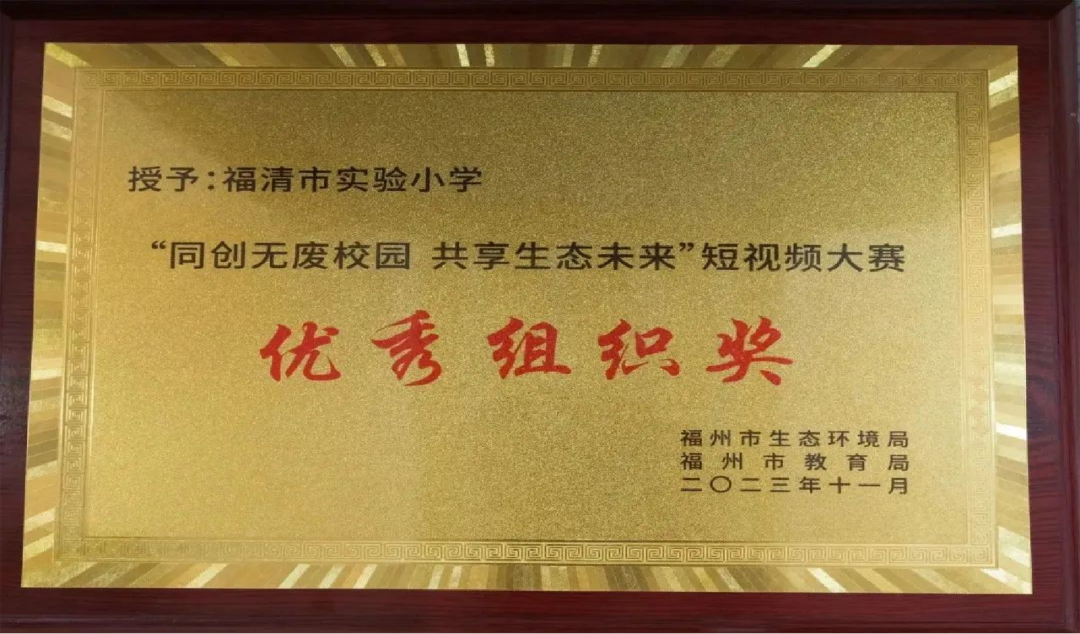 授予：福清市实验小学
“同创无废校园 共享生态未来”短视频大赛
优秀组织奖
福州市生态环境局
福州市教育局
二〇二三年十一月